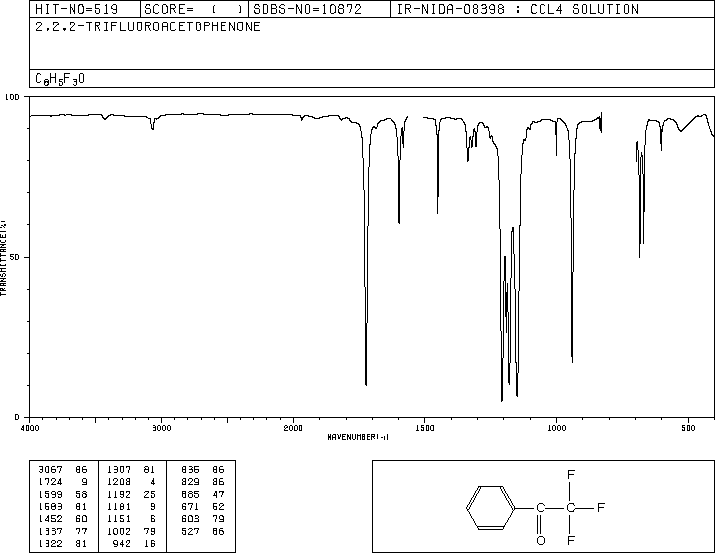 HIT-NO=519 SCORE= ( ) SDBS-NO=10872 IR-NIDA-08398 : CCL4 SOLUTION
2,2,2-TRIFLUOROACETOPHENONE
C8H5F3O
100
50
0
TRANSMITTANCE(%)
4000 3000 2000 1500 1000 500
WAVENUMBER(-1)
3067 86 1307 81 836 86
1724 9 1208 4 829 86
1599 58 1192 25 685 47
1583 81 1181 9 671 52
1452 60 1151 6 603 79
1337 77 1002 79 527 86
1322 81 942 16
F
C C F
O F